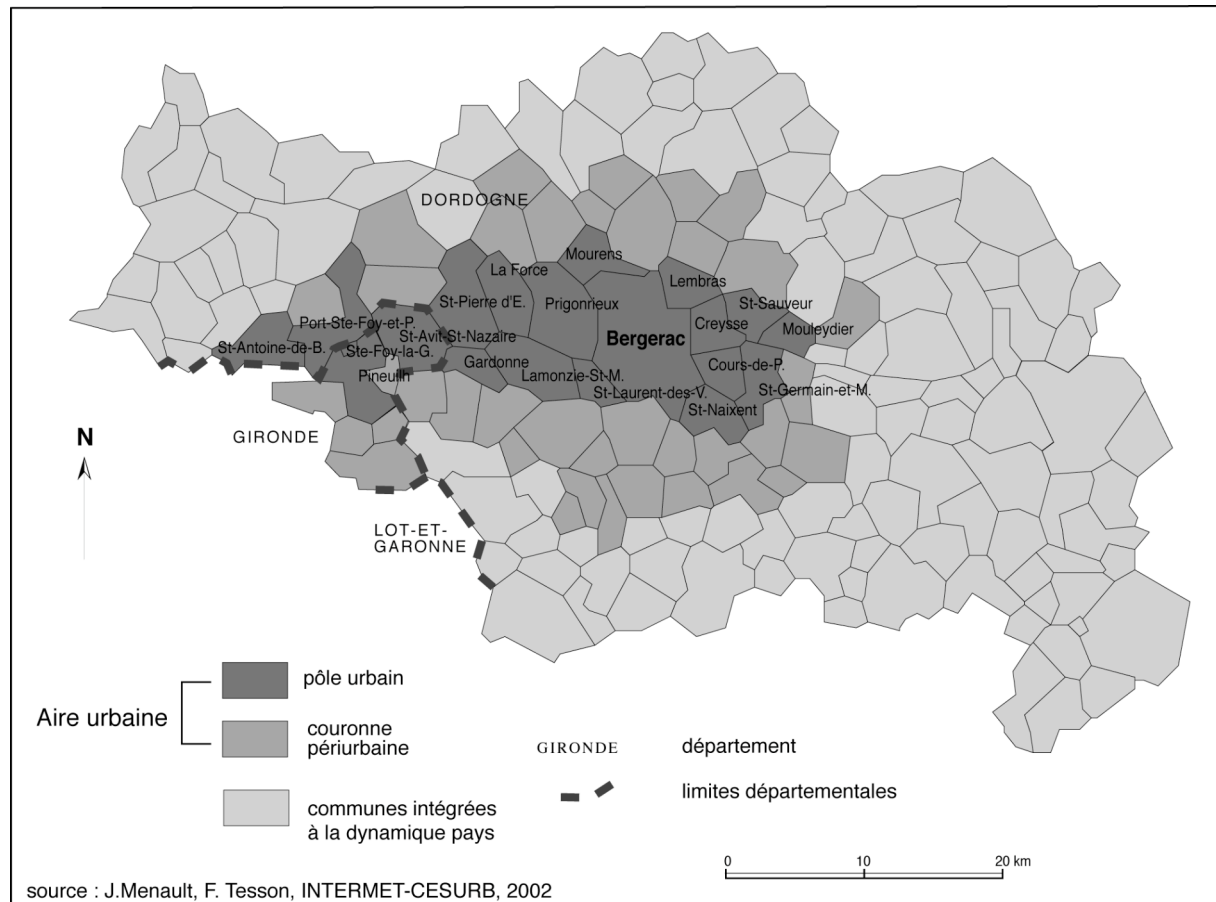 DORDOGNE
Mourens
La Force
Lembras
St-Pierre d'E.
Prigonrieux
St-Sauveur
Port-Ste-Foy-et-P.
Creysse
Mouleydier
St-Avit-St-Nazaire
Bergerac
St-Antoine-de-B.
Ste-Foy-la-G.
Gardonne
Cours-de-P.
Pineuilh
Lamonzie-St-M.
St-Laurent-des-V.
St-Germain-et-M.
St-Naixent
GIRONDE
N
LOT-ET-
GARONNE
Aire urbaine
pôle urbain
couronne
périurbaine
communes intégrées
à la dynamique pays
GIRONDE
département
limites départementales
0
10
20 km
source : J.Menault, F. Tesson, INTERMET-CESURB, 2002